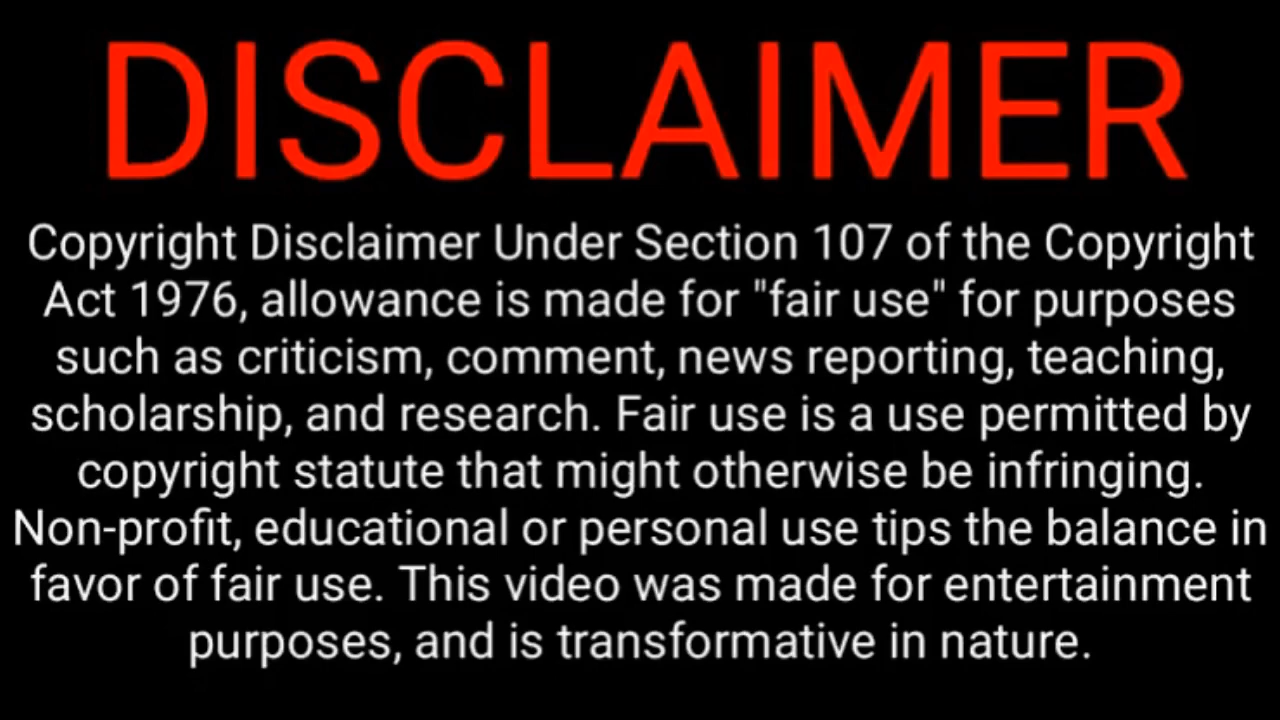 DISCLAIMER
Copyright Disclaimer Under Section 107 of the Copyright
Act 1976, allowance is made for "fair use" for purposes
such as criticism, comment, news reporting, teaching,
scholarship, and research. Fair use is a use permitted by
copyright statute that might otherwise be infringing.
Non-profit, educational or personal use tips the balance in
favor of fair use. This video was made for entertainment
purposes, and is transformative in nature.